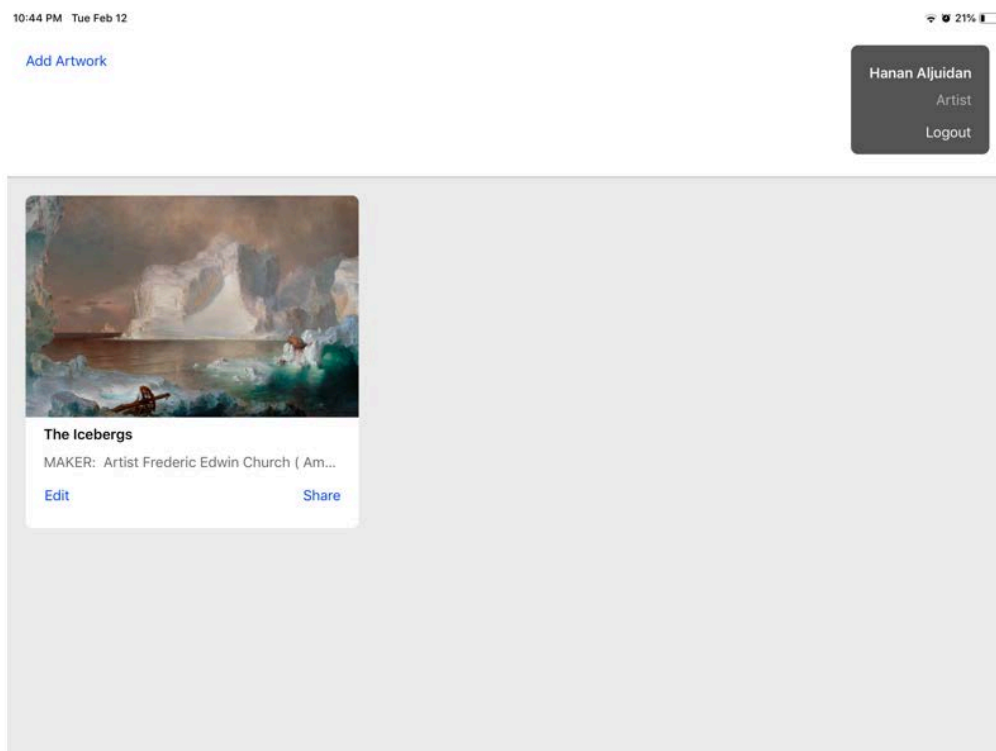 10:44 PM Tue Feb 12
21%
Add Artwork
Hanan Aljuidan
Artist
Logout
The Icebergs
MAKER: Artist Frederic Edwin Church ( Am...
Edit
Share